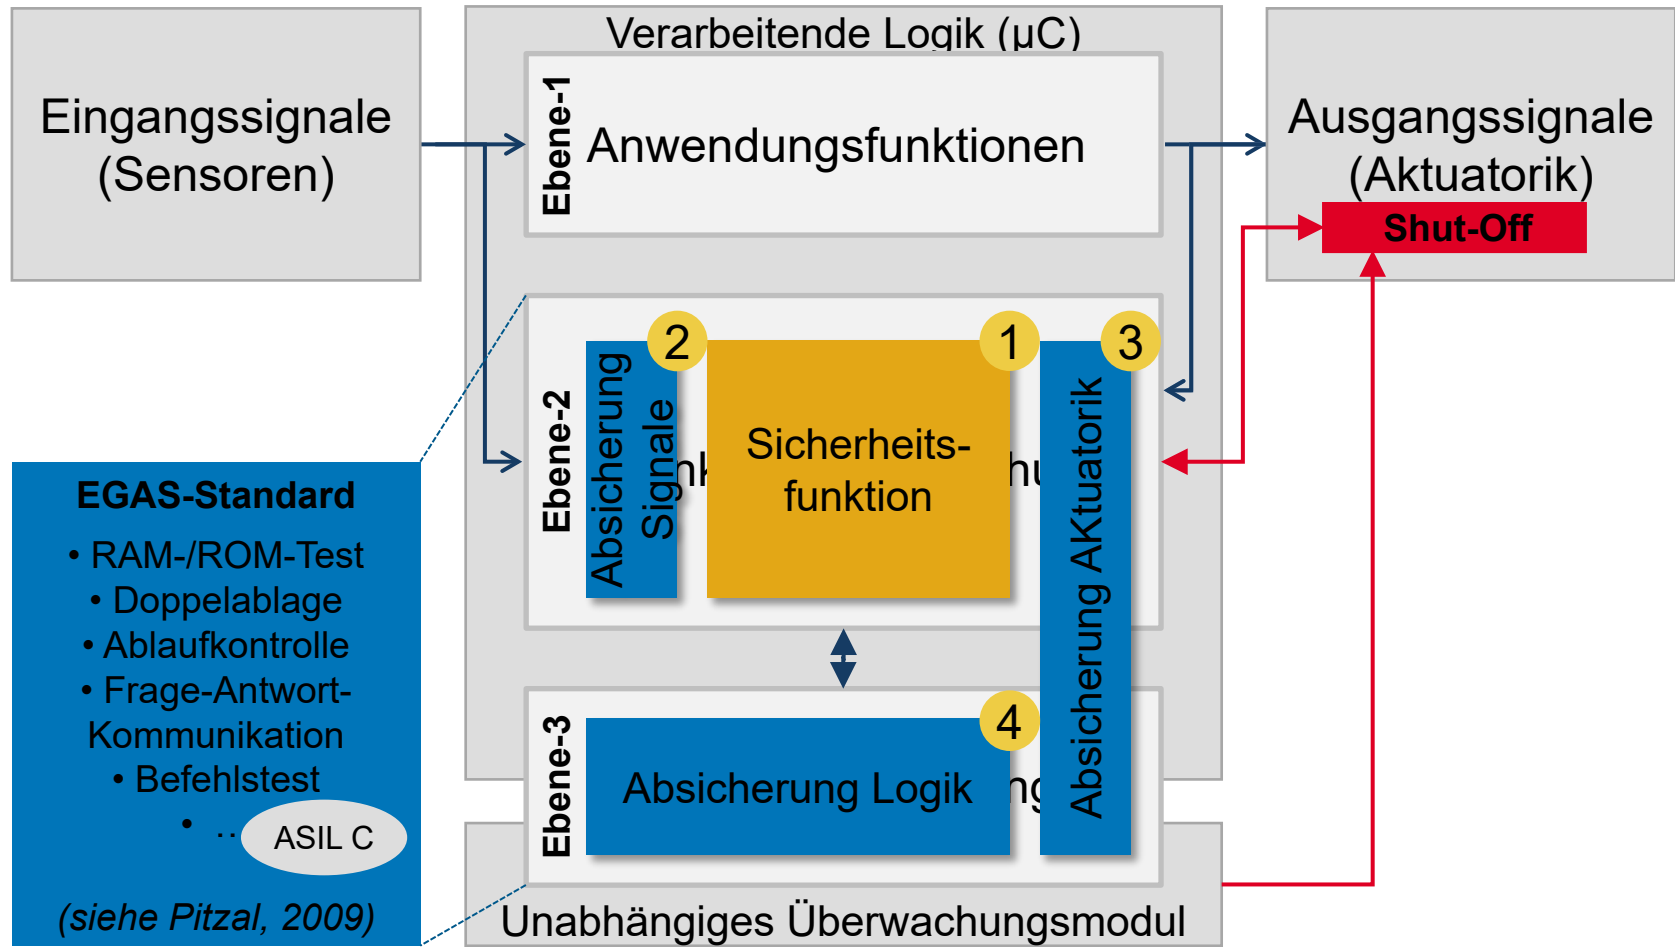 Verarbeitende Logik (µC)
Eingangssignale
(Sensoren)
Ebene-1
Anwendungsfunktionen
Ausgangssignale
(Aktuatorik)
Shut-Off
Ebene-2
2
Absicherung
Signale
1
Sicherheits-
funktion
3
Absicherung AKtuatorik
EGAS-Standard
• RAM-/ROM-Test
• Doppelablage
• Ablaufkontrolle
• Frage-Antwort-
Kommunikation
• Befehlstest
• ..
ASIL C
(siehe Pitzal, 2009)
Ebene-3
4
Absicherung Logik
Unabhängiges Überwachungsmodul